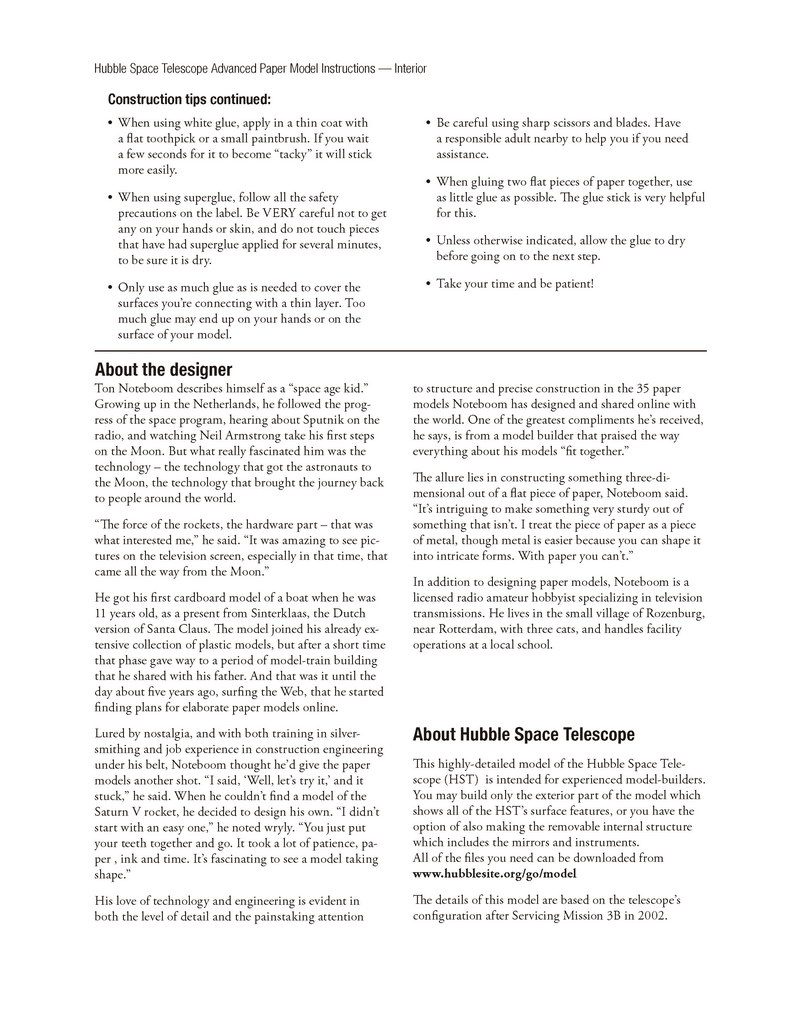 Hubble Space Telescope Advanced Paper Model Instructions — Interior
Construction tips continued:
• When using white glue, apply in a thin coat with
a flat toothpick or a small paintbrush. If you wait
a few seconds for it to become “tacky” it will stick
more easily.
• When using superglue, follow all the safety
precautions on the label. Be VERY careful not to get
any on your hands or skin, and do not touch pieces
that have had superglue applied for several minutes,
to be sure it is dry.
• Only use as much glue as is needed to cover the
surfaces you’re connecting with a thin layer. Too
much glue may end up on your hands or on the
surface of your model.
• Be careful using sharp scissors and blades. Have
a responsible adult nearby to help you if you need
assistance.
• When gluing two flat pieces of paper together, use
as little glue as possible. The glue stick is very helpful
for this.
• Unless otherwise indicated, allow the glue to dry
before going on to the next step.
• Take your time and be patient!
About the designer
Ton Noteboom describes himself as a “space age kid.”
Growing up in the Netherlands, he followed the prog-
ress of the space program, hearing about Sputnik on the
radio, and watching Neil Armstrong take his first steps
on the Moon. But what really fascinated him was the
technology – the technology that got the astronauts to
the Moon, the technology that brought the journey back
to people around the world.
“The force of the rockets, the hardware part – that was
what interested me,” he said. “It was amazing to see pic-
tures on the television screen, especially in that time, that
came all the way from the Moon.”
He got his first cardboard model of a boat when he was
11 years old, as a present from Sinterklaas, the Dutch
version of Santa Claus. The model joined his already ex-
tensive collection of plastic models, but after a short time
that phase gave way to a period of model-train building
that he shared with his father. And that was it until the
day about five years ago, surfing the Web, that he started
finding plans for elaborate paper models online.
Lured by nostalgia, and with both training in silver-
smithing and job experience in construction engineering
under his belt, Noteboom thought he’d give the paper
models another shot. “I said, ‘Well, let’s try it,’ and it
stuck,” he said. When he couldn’t find a model of the
Saturn V rocket, he decided to design his own. “I didn’t
start with an easy one,” he noted wryly. “You just put
your teeth together and go. It took a lot of patience, pa-
per , ink and time. It’s fascinating to see a model taking
shape.”
His love of technology and engineering is evident in
both the level of detail and the painstaking attention
to structure and precise construction in the 35 paper
models Noteboom has designed and shared online with
the world. One of the greatest compliments he’s received,
he says, is from a model builder that praised the way
everything about his models “fit together.”
The allure lies in constructing something three-di-
mensional out of a flat piece of paper, Noteboom said.
“It’s intriguing to make something very sturdy out of
something that isn’t. I treat the piece of paper as a piece
of metal, though metal is easier because you can shape it
into intricate forms. With paper you can’t.”
In addition to designing paper models, Noteboom is a
licensed radio amateur hobbyist specializing in television
transmissions. He lives in the small village of Rozenburg,
near Rotterdam, with three cats, and handles facility
operations at a local school.
About Hubble Space Telescope
This highly-detailed model of the Hubble Space Tele-
scope (HST) is intended for experienced model-builders.
You may build only the exterior part of the model which
shows all of the HST’s surface features, or you have the
option of also making the removable internal structure
which includes the mirrors and instruments.
All of the files you need can be downloaded from
www.hubblesite.org/go/model
The details of this model are based on the telescope’s
configuration after Servicing Mission 3B in 2002.